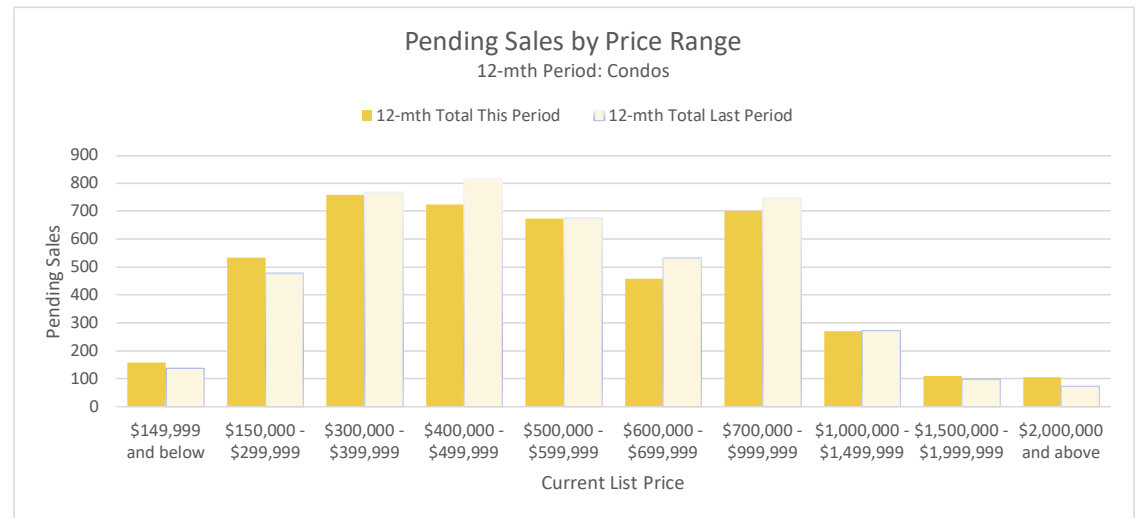 Pending Sales by Price Range
12-mth Period: Condos
12-mth Total This Period 12-mth Total Last Period
Pending Sales
900
800
700
600
500
400
300
200
100
0
$149,999 and below
$150,000 - $299,999
$300,000 - $399,999
$400,000 - $499,999
$500,000 - $599,999
$600,000 - $699,999
$700,000 - $999,999
$1,000,000 - $1,499,999
$1,500,000 - $1,999,999
$2,000,000 and above
Current List Price